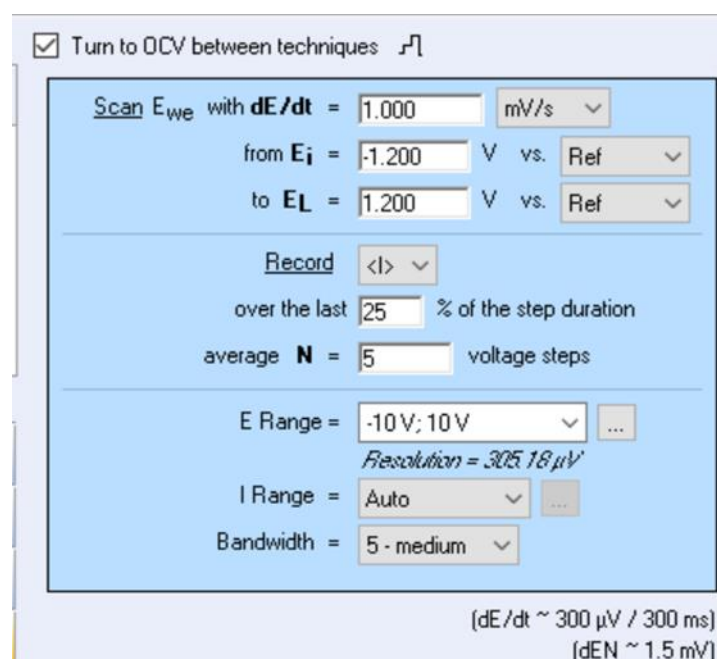 Turn to OCV between techniques
Scan Ewe with dE/dt = 1.000 mV/s
from Ei = -1.200 V vs. Ref
to EL = 1.200 V vs. Ref
Record <I>
over the last 25 % of the step duration
average N = 5 voltage steps
E Range = -10 V; 10 V ...
Resolution = 305.18 µV
I Range = Auto ...
Bandwidth = 5 - medium
(dE/dt ~ 300 µV / 300 ms)
(dEN ~ 1.5 mV)